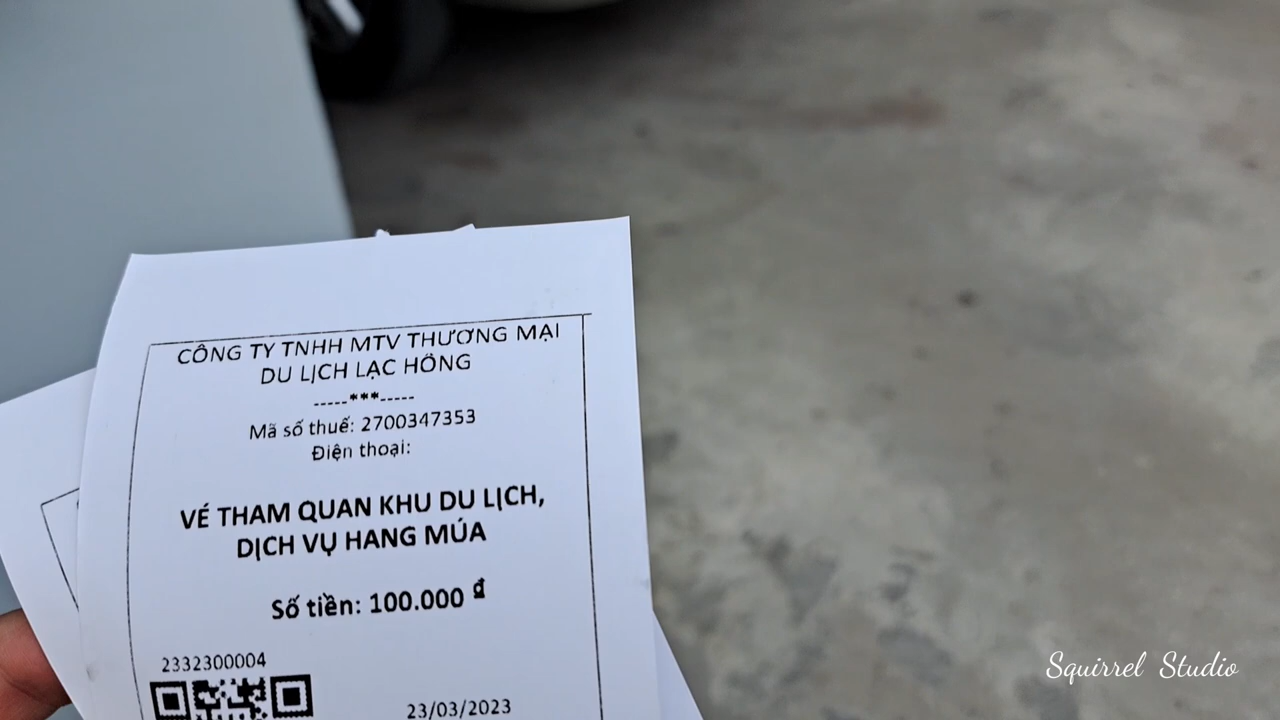 CÔNG TY TNHH MTV THƯƠNG MẠI
DU LỊCH LẠC HỒNG
-----***-----
Mã số thuế: 2700347353
Điện thoại:
VÉ THAM QUAN KHU DU LỊCH,
DỊCH VỤ HANG MÚA
Số tiền: 100.000 đ
2332300004
23/03/2023
Squirrel Studio